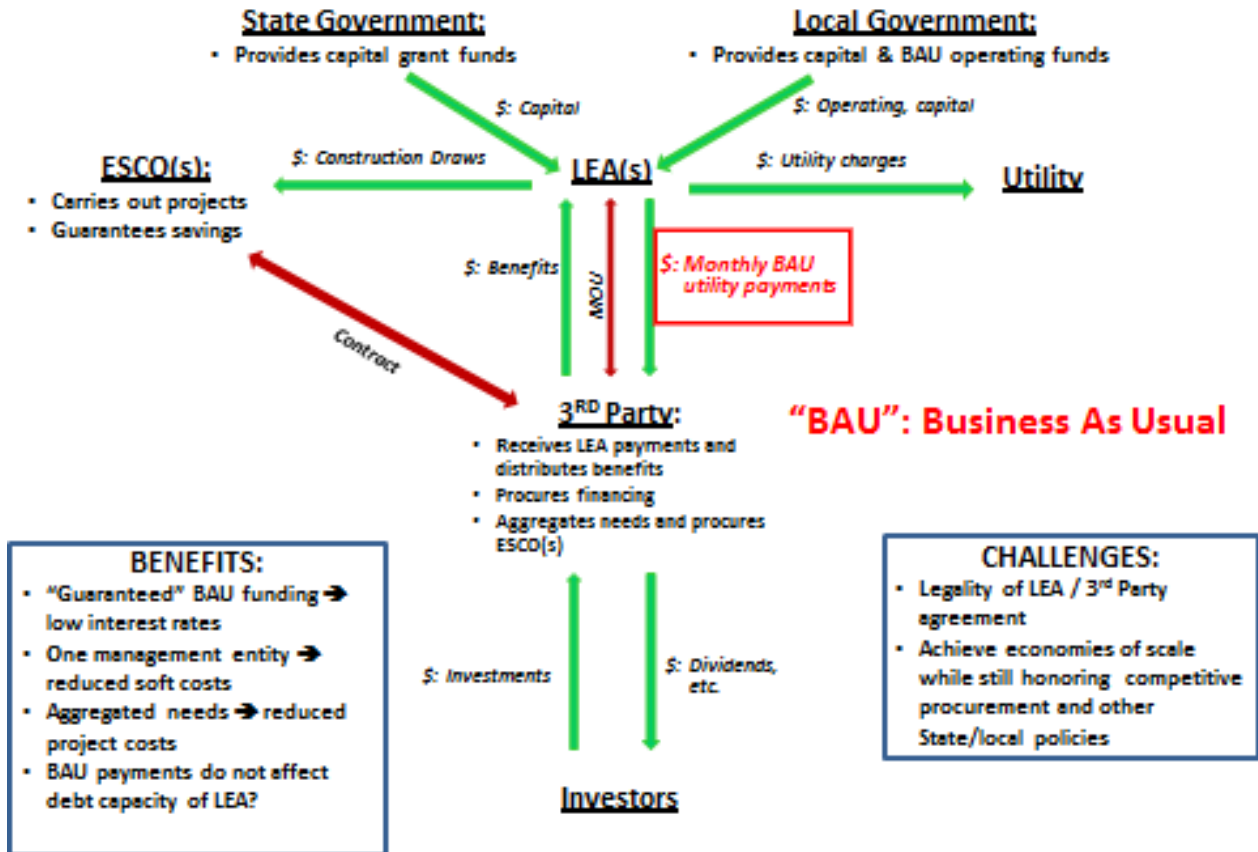 State Government:
▪ Provides capital grant funds
Local Government:
▪ Provides capital & BAU operating funds
$: Capital
$: Operating, capital
ESCO(s):
▪ Carries out projects
▪ Guarantees savings
$: Construction Draws
LEA(s)
$: Utility charges
Utility
$: Benefits
MOU
$: Monthly BAU
utility payments
Contract
3RD Party:
▪ Receives LEA payments and
distributes benefits
▪ Procures financing
▪ Aggregates needs and procures
ESCO(s)
“BAU”: Business As Usual
BENEFITS:
• “Guaranteed” BAU funding ➔
low interest rates
• One management entity ➔
reduced soft costs
• Aggregated needs ➔ reduced
project costs
• BAU payments do not affect
debt capacity of LEA?
$: Investments
$: Dividends,
etc.
CHALLENGES:
• Legality of LEA / 3rd Party
agreement
• Achieve economies of scale
while still honoring competitive
procurement and other
State/local policies
Investors